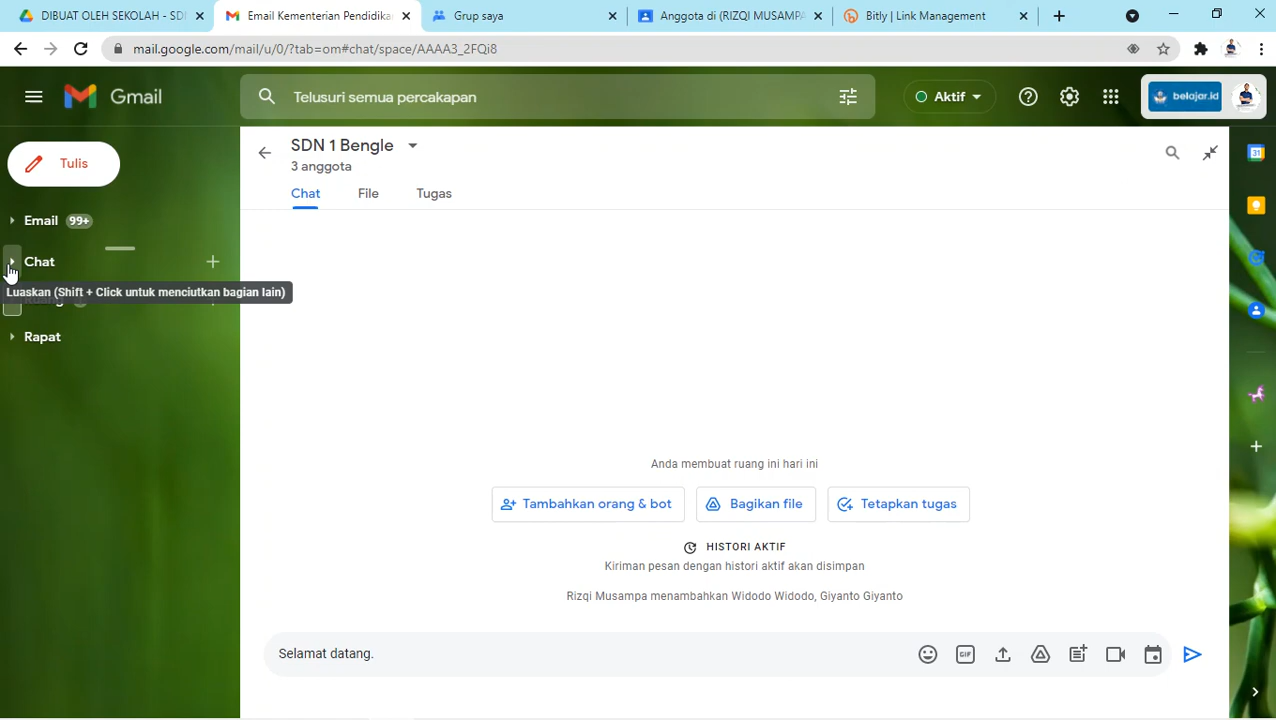 DIBUAT OLEH SEKOLAH - SDN
Email Kementerian Pendidika
Grup saya
Anggota di (RIZQI MUSAMPA
Bitly | Link Management
mail.google.com/mail/u/0/?tab=om#chat/space/AAAA3_2FQi8
Gmail
Telusuri semua percakapan
Aktif
belajar.id
Tulis
SDN 1 Bengle
3 anggota
Chat File Tugas
Email 99+
Chat
Luaskan (Shift + Click untuk menciutkan bagian lain)
Ruang
Rapat
31
Anda membuat ruang ini hari ini
Tambahkan orang & bot
Bagikan file
Tetapkan tugas
HISTORI AKTIF
Kiriman pesan dengan histori aktif akan disimpan
Rizqi Musampa menambahkan Widodo Widodo, Giyanto Giyanto
Selamat datang.
GIF